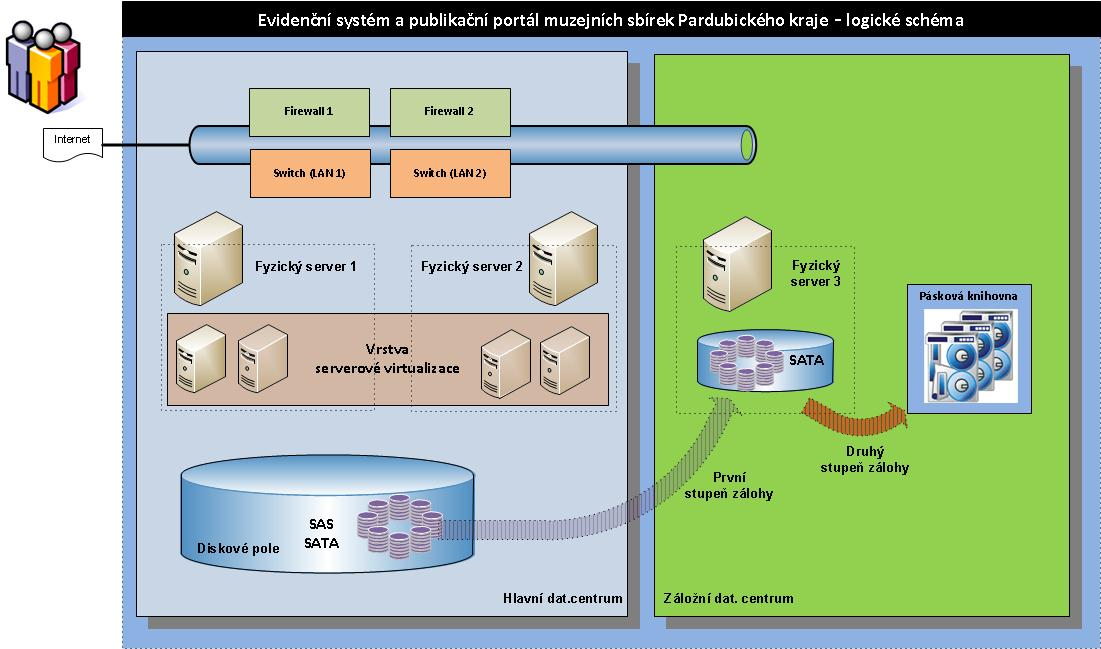 Evidenční systém a publikační portál muzejních sbírek Pardubického kraje – logické schéma
Internet
Firewall 1
Firewall 2
Switch (LAN 1)
Switch (LAN 2)
Fyzický server 1
Fyzický server 2
Fyzický
server 3
Pásková knihovna
Vrstva
serverové virtualizace
SATA
Druhý
stupeň zálohy
První
stupeň zálohy
SAS
SATA
Diskové pole
Hlavní dat.centrum
Záložní dat. centrum